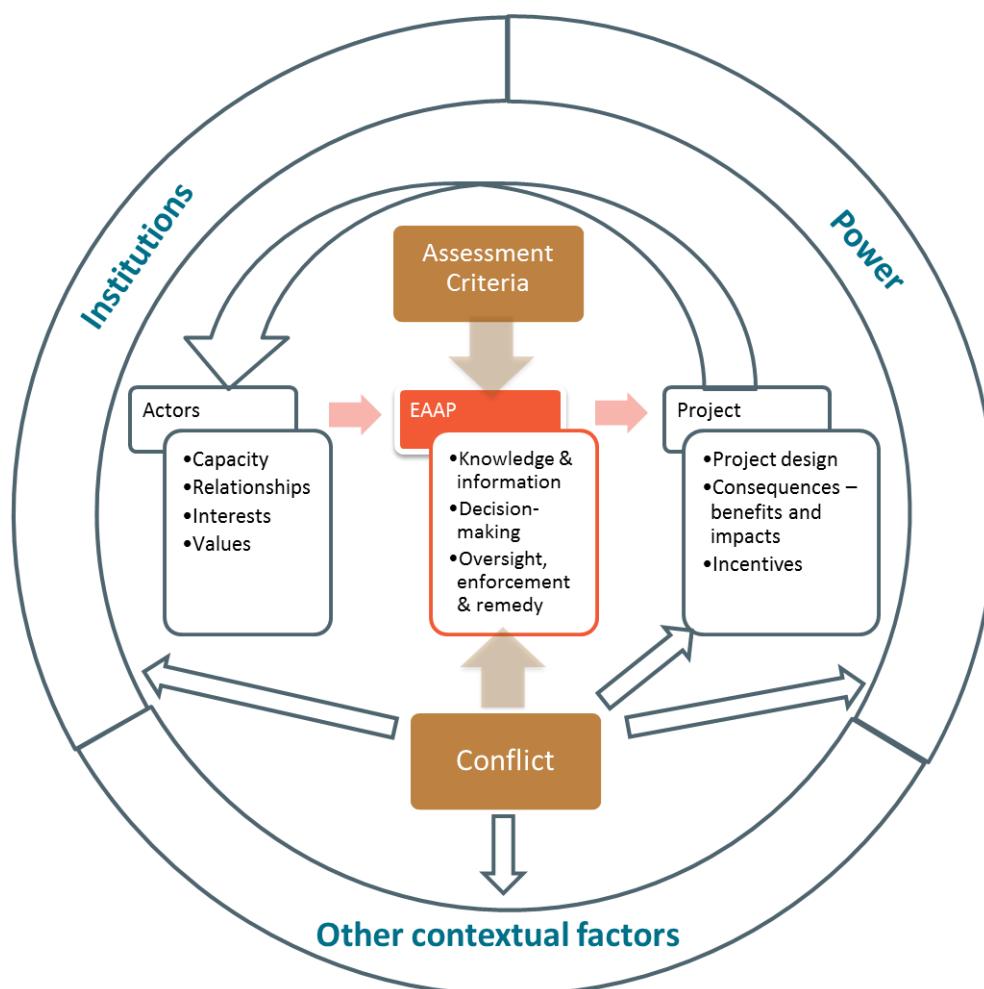 Institutions
Power
Assessment
Criteria
Actors
•Capacity
•Relationships
•Interests
•Values
EAAP
•Knowledge &
information
•Decision-
making
•Oversight,
enforcement
& remedy
Project
•Project design
•Consequences –
benefits and
impacts
•Incentives
Conflict
Other contextual factors